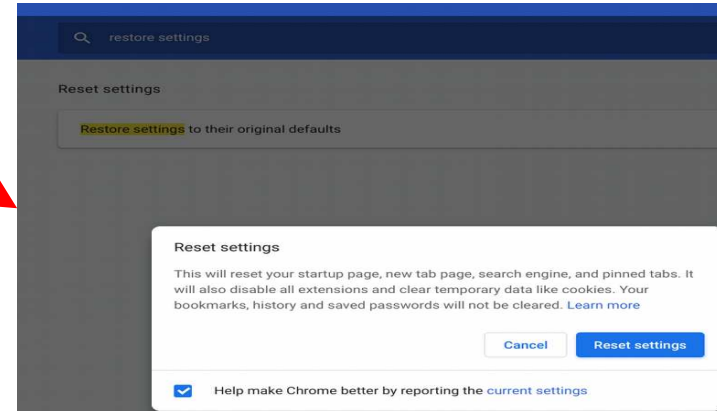 restore settings
Reset settings
Restore settings to their original defaults
Reset settings
This will reset your startup page, new tab page, search engine, and pinned tabs. It
will also disable all extensions and clear temporary data like cookies. Your
bookmarks, history and saved passwords will not be cleared. Learn more
Cancel Reset settings
Help make Chrome better by reporting the current settings